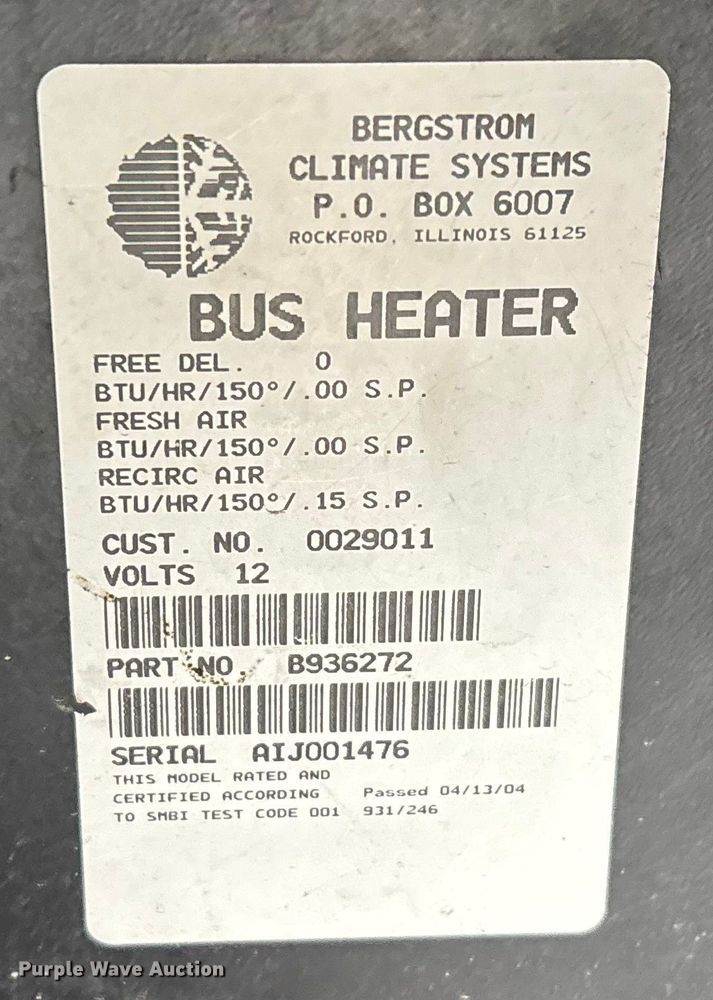 BERGSTROM
CLIMATE SYSTEMS
P.O. BOX 6007
ROCKFORD, ILLINOIS 61125
BUS HEATER
FREE DEL. 0
BTU/HR/150°/.00 S.P.
FRESH AIR
BTU/HR/150°/.00 S.P.
RECIRC AIR
BTU/HR/150°/.15 S.P.
CUST. NO. 0029011
VOLTS 12
PART NO. B936272
SERIAL AIJ001476
THIS MODEL RATED AND
CERTIFIED ACCORDING Passed 04/13/04
TO SMBI TEST CODE 001 931/246
Purple Wave Auction